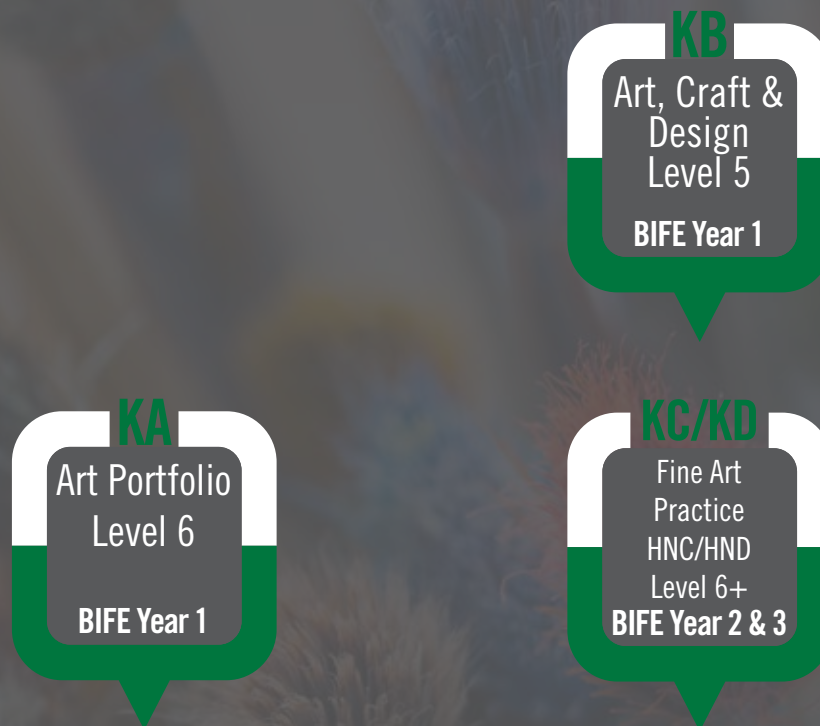 KB
Art, Craft &
Design
Level 5
BIFE Year 1
KA
Art Portfolio
Level 6
BIFE Year 1
KC/KD
Fine Art
Practice
HNC/HND
Level 6+
BIFE Year 2 & 3